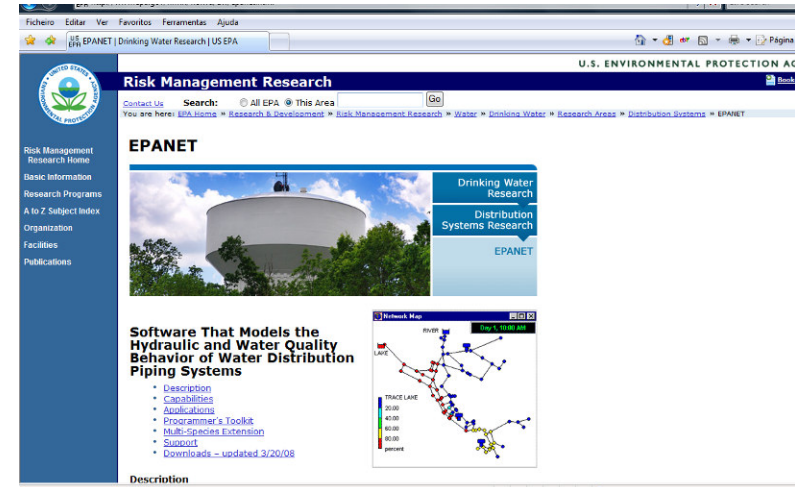 Ficheiro Editar Ver Favoritos Ferramentas Ajuda
EPANET | Drinking Water Research | US EPA
Página
U.S. ENVIRONMENTAL PROTECTION AG
Risk Management Research
Book
Contact Us Search: All EPA This Area Go
You are here: EPA Home » Research & Development » Risk Management Research » Water » Drinking Water » Research Areas » Distribution Systems » EPANET
Risk Management
Research Home
Basic Information
Research Programs
A to Z Subject Index
Organization
Facilities
Publications
EPANET
Drinking Water
Research
Distribution
Systems Research
EPANET
Software That Models the
Hydraulic and Water Quality
Behavior of Water Distribution
Piping Systems
Description
Capabilities
Applications
Programmer's Toolkit
Multi-Species Extension
Support
Downloads – updated 3/20/08
Network Map
Day 1, 10:00 AM
RIVER
LAKE
TRACE LAKE
20.00
40.00
60.00
80.00
percent
Description